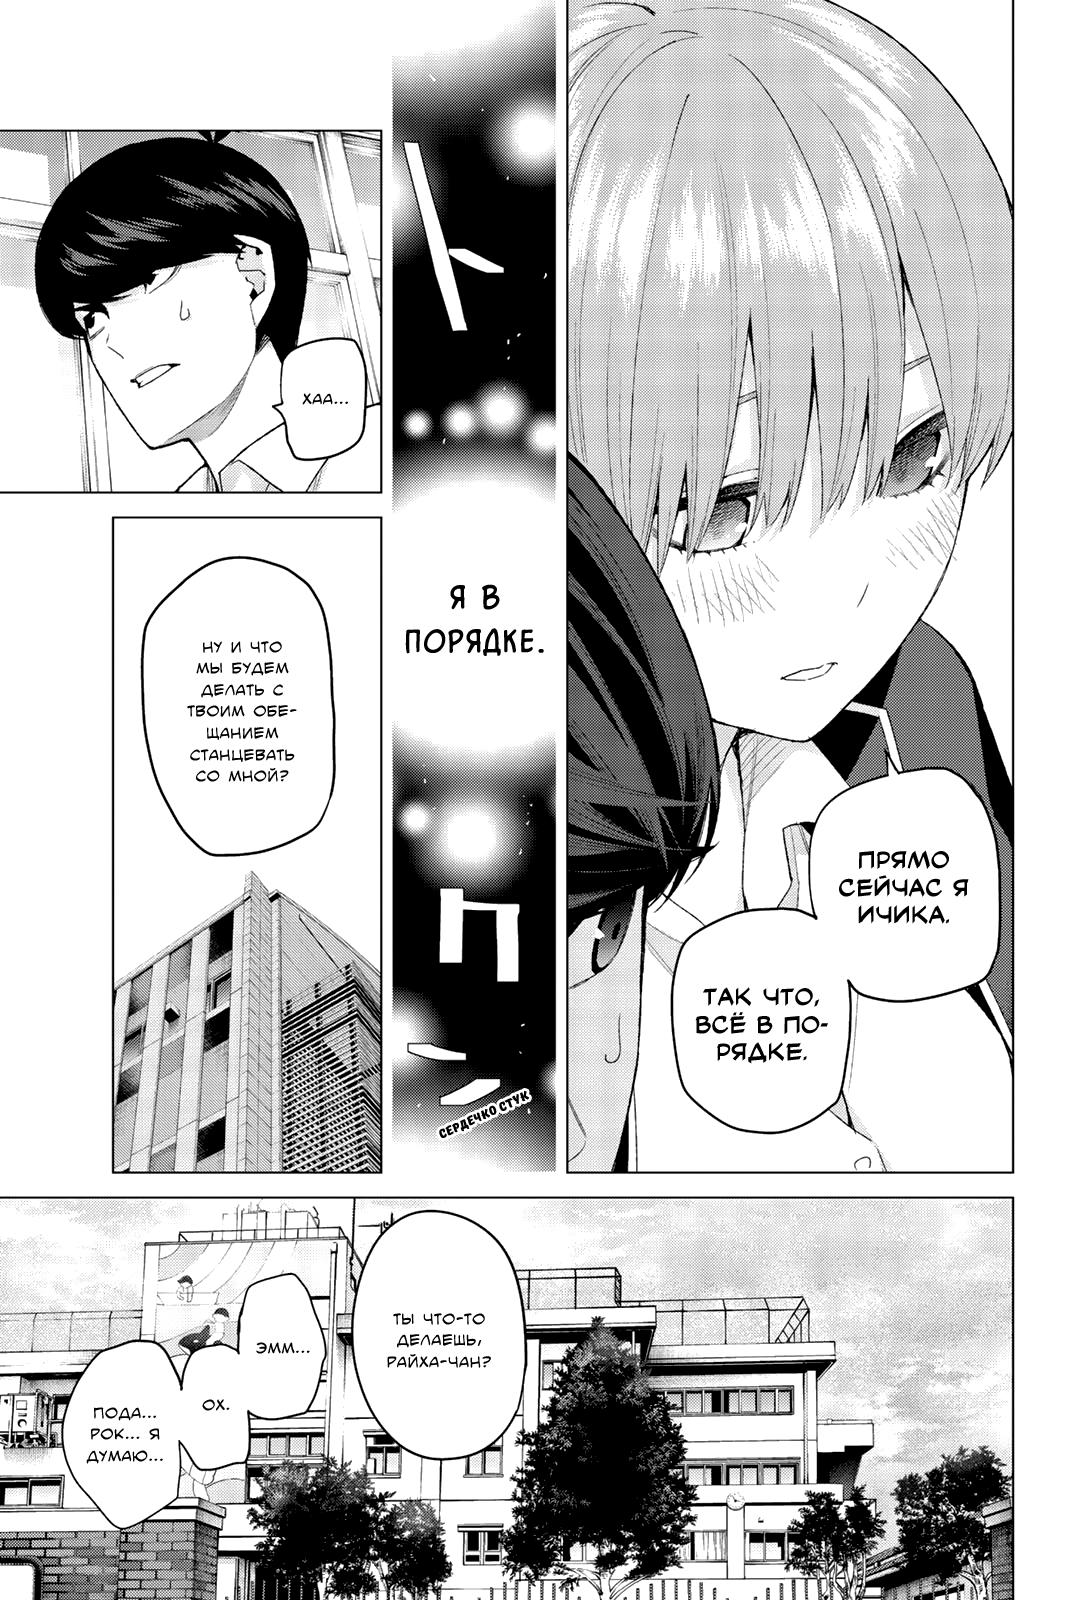 ПРЯМО
СЕЙЧАС Я
ИЧИКА.
ТАК ЧТО,
ВСЁ В ПО-
РЯДКЕ.
Я В
ПОРЯДКЕ.
СЕРДЕЧКО СТУК
ХАА...
НУ И ЧТО
МЫ БУДЕМ
ДЕЛАТЬ С
ТВОИМ ОБЕ-
ЩАНИЕМ
СТАНЦЕВАТЬ
СО МНОЙ?
ТЫ ЧТО-ТО
ДЕЛАЕШЬ,
РАЙХА-ЧАН?
ЭММ...
ОХ.
ПОДА...
РОК... Я
ДУМАЮ...